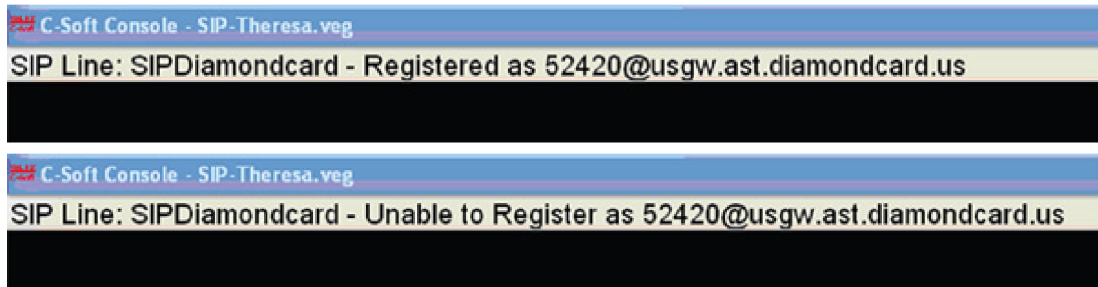 C-Soft Console - SIP-Theresa.veg
SIP Line: SIPDiamondcard - Registered as 52420@usgw.ast.diamondcard.us
C-Soft Console - SIP-Theresa.veg
SIP Line: SIPDiamondcard - Unable to Register as 52420@usgw.ast.diamondcard.us